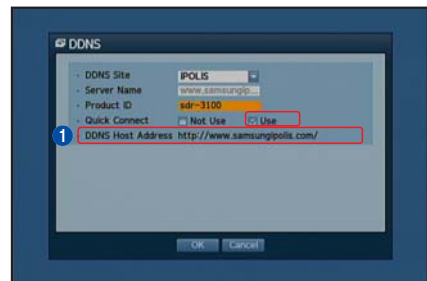 DDNS
DDNS Site IPOLIS
Server Name www.samsungip...
Product ID sdr-3100
Quick Connect Not Use Use
1 DDNS Host Address http://www.samsungipolis.com/
OK Cancel